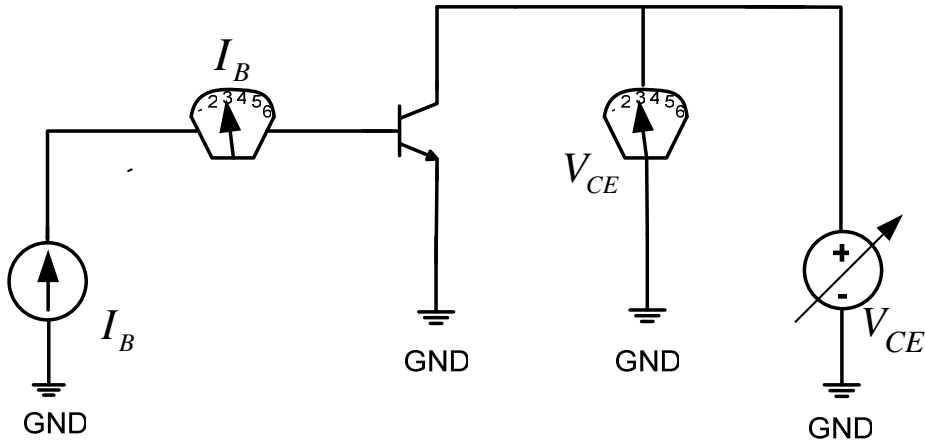 I_B
2 3 4 5 6
2 3 4 5 6
V_CE
+
-
I_B
V_CE
GND
GND
GND
GND